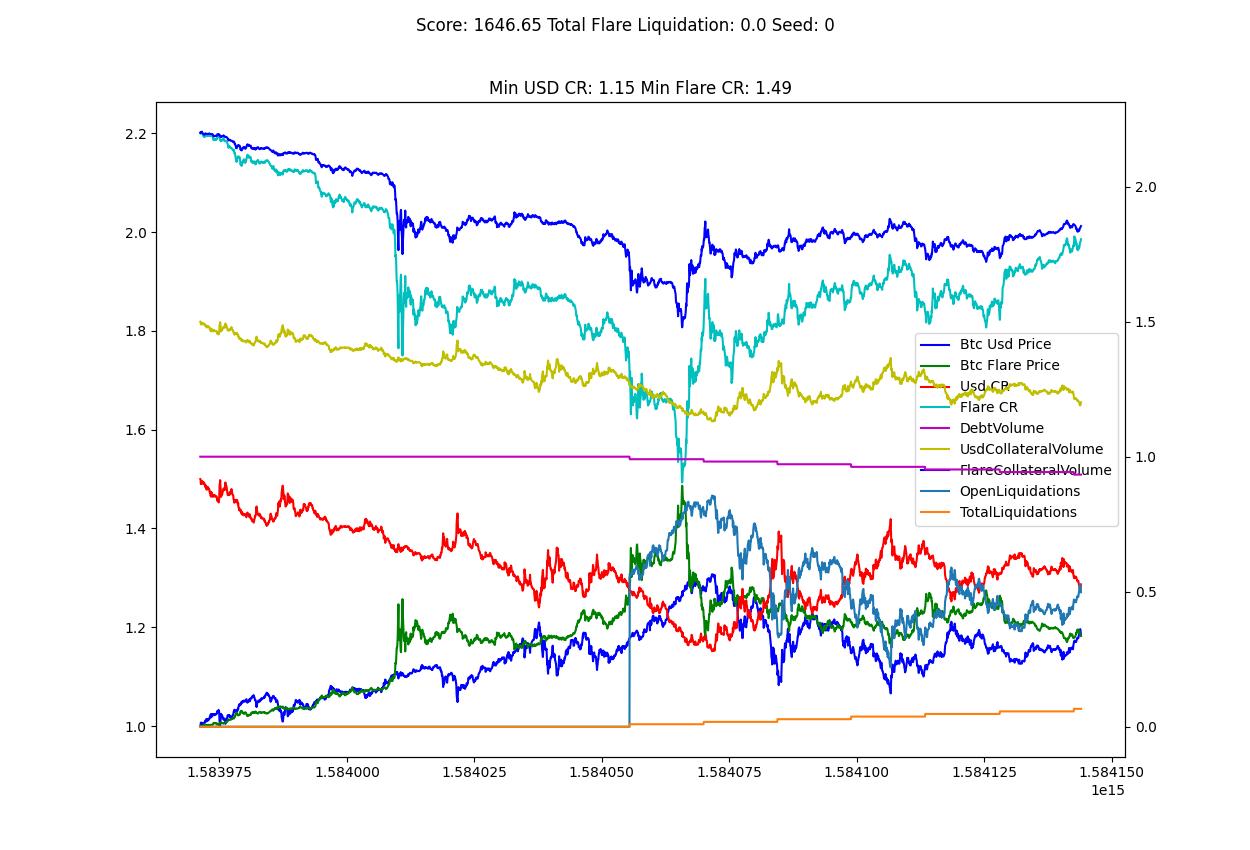 Score: 1646.65 Total Flare Liquidation: 0.0 Seed: 0
Min USD CR: 1.15 Min Flare CR: 1.49
2.2
2.0
1.8
1.6
1.4
1.2
1.0
2.0
1.5
1.0
0.5
0.0
Btc Usd Price
Btc Flare Price
Usd CR
Flare CR
DebtVolume
UsdCollateralVolume
FlareCollateralVolume
OpenLiquidations
TotalLiquidations
1.583975 1.584000 1.584025 1.584050 1.584075 1.584100 1.584125 1.584150
1e15